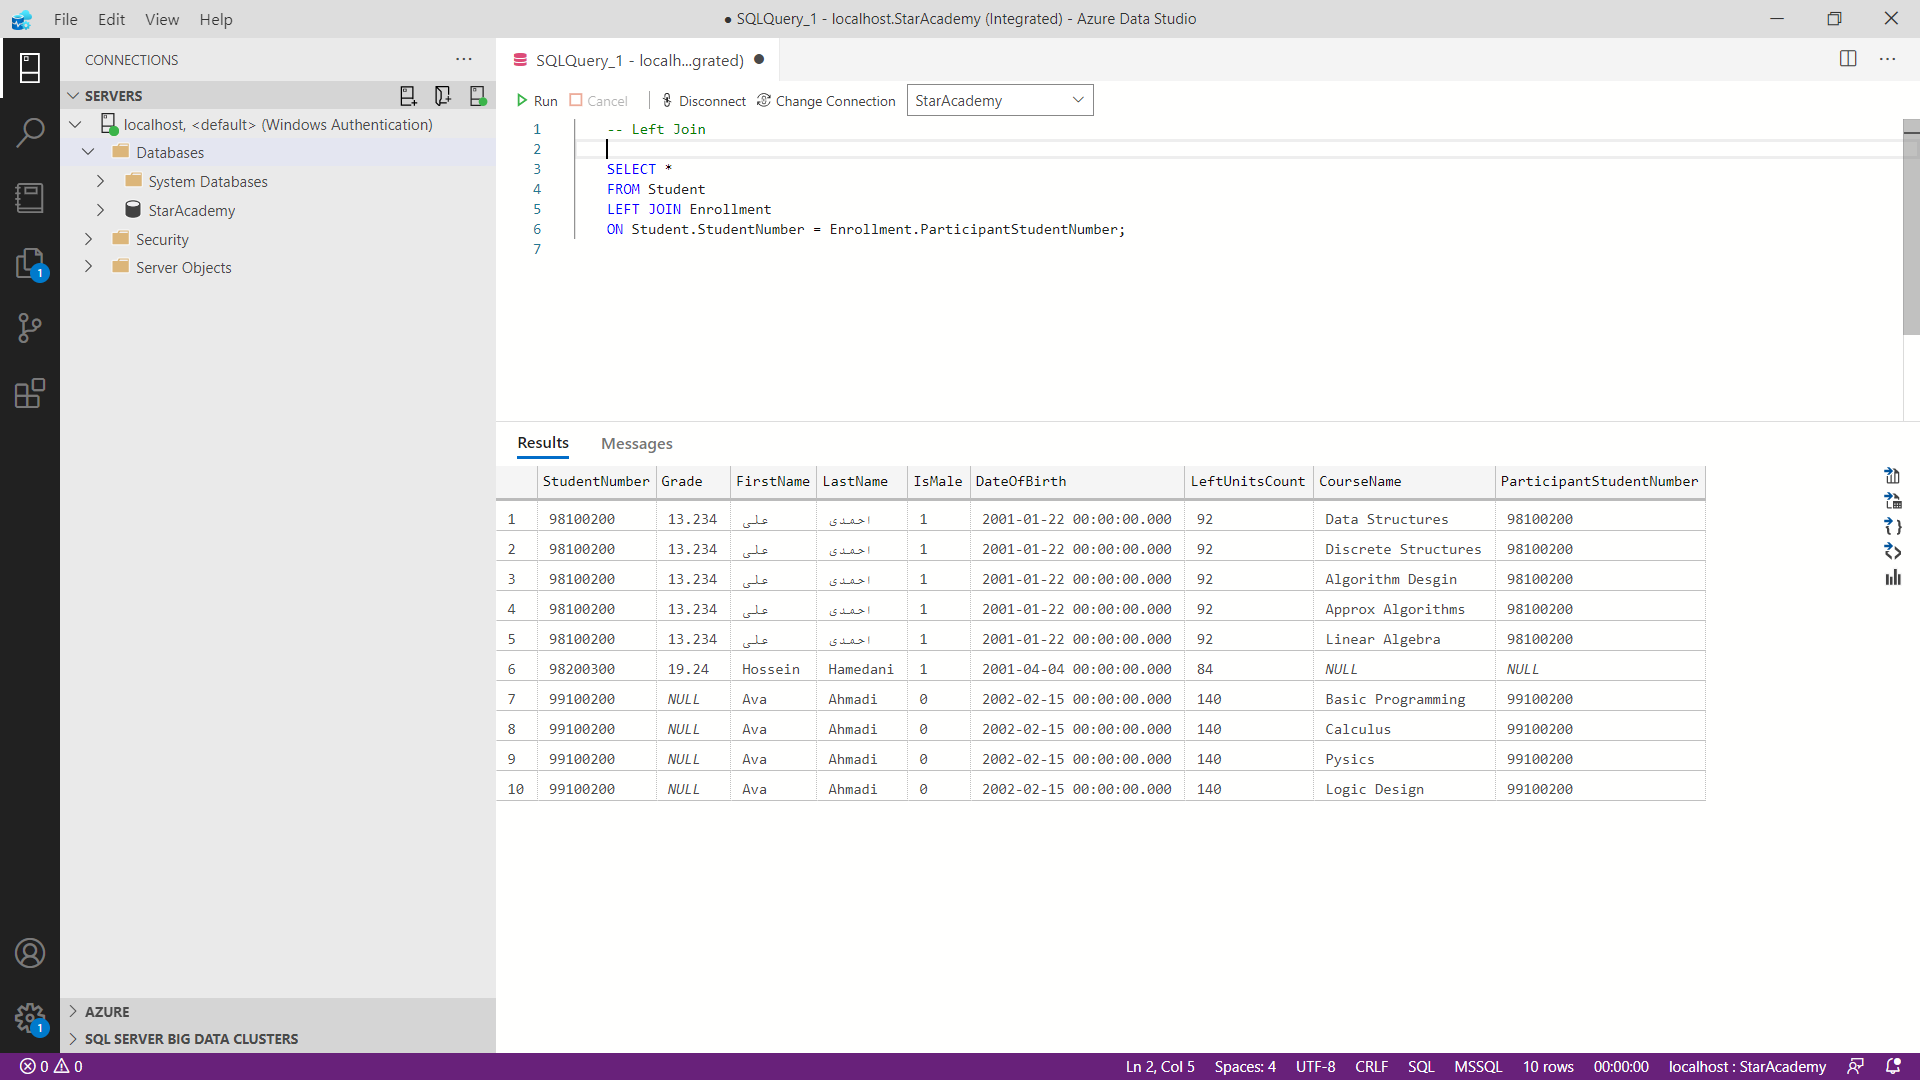 File Edit View Help
● SQLQuery_1 - localhost.StarAcademy (Integrated) - Azure Data Studio
CONNECTIONS
SERVERS
localhost, <default> (Windows Authentication)
Databases
System Databases
StarAcademy
Security
Server Objects
1
AZURE
SQL SERVER BIG DATA CLUSTERS
1
SQLQuery_1 - localh...grated) ●
Run Cancel Disconnect Change Connection StarAcademy
1 -- Left Join
2
3 SELECT *
4 FROM Student
5 LEFT JOIN Enrollment
6 ON Student.StudentNumber = Enrollment.ParticipantStudentNumber;
7
Results Messages
StudentNumber Grade FirstName LastName IsMale DateOfBirth LeftUnitsCount CourseName ParticipantStudentNumber
1 98100200 13.234 علی احمدی 1 2001-01-22 00:00:00.000 92 Data Structures 98100200
2 98100200 13.234 علی احمدی 1 2001-01-22 00:00:00.000 92 Discrete Structures 98100200
3 98100200 13.234 علی احمدی 1 2001-01-22 00:00:00.000 92 Algorithm Desgin 98100200
4 98100200 13.234 علی احمدی 1 2001-01-22 00:00:00.000 92 Approx Algorithms 98100200
5 98100200 13.234 علی احمدی 1 2001-01-22 00:00:00.000 92 Linear Algebra 98100200
6 98200300 19.24 Hossein Hamedani 1 2001-04-04 00:00:00.000 84 NULL NULL
7 99100200 NULL Ava Ahmadi 0 2002-02-15 00:00:00.000 140 Basic Programming 99100200
8 99100200 NULL Ava Ahmadi 0 2002-02-15 00:00:00.000 140 Calculus 99100200
9 99100200 NULL Ava Ahmadi 0 2002-02-15 00:00:00.000 140 Pysics 99100200
10 99100200 NULL Ava Ahmadi 0 2002-02-15 00:00:00.000 140 Logic Design 99100200
0 0 Ln 2, Col 5 Spaces: 4 UTF-8 CRLF SQL MSSQL 10 rows 00:00:00 localhost : StarAcademy